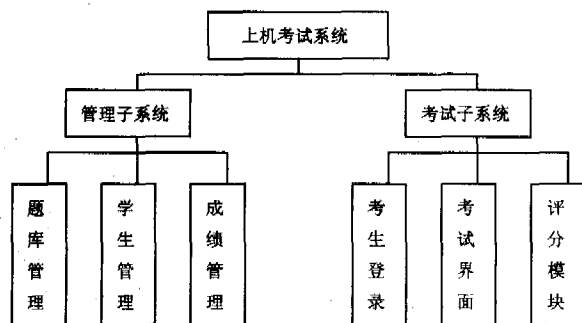 上机考试系统
管理子系统
考试子系统
题库管理
学生管理
成绩管理
考生登录
考试界面
评分模块